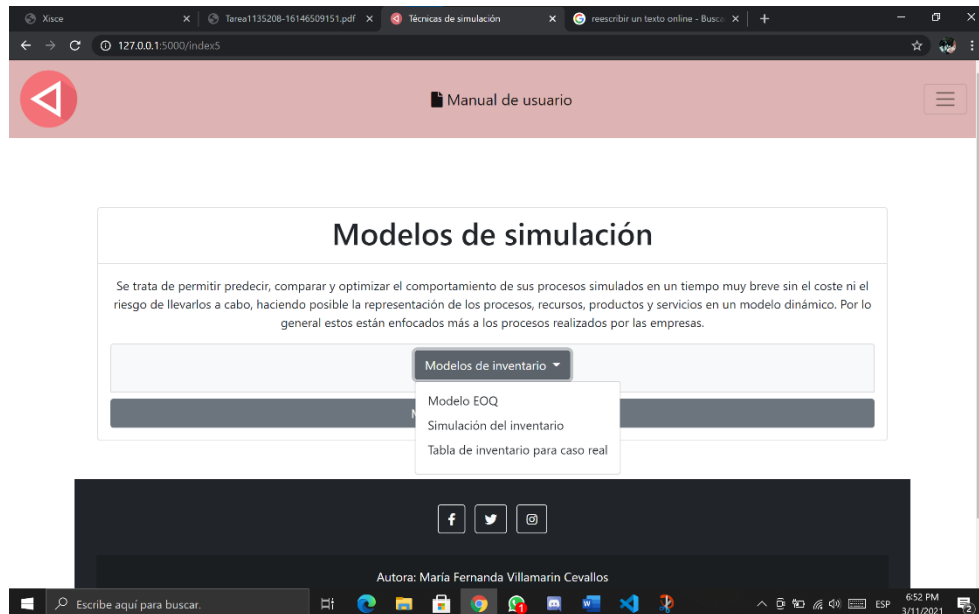 Xisce
Tarea1135208-16146509151.pdf
Técnicas de simulación
reescribir un texto online - Busc
127.0.0.1:5000/index5
Manual de usuario
Modelos de simulación
Se trata de permitir predecir, comparar y optimizar el comportamiento de sus procesos simulados en un tiempo muy breve sin el coste ni el
riesgo de llevarlos a cabo, haciendo posible la representación de los procesos, recursos, productos y servicios en un modelo dinámico. Por lo
general estos están enfocados más a los procesos realizados por las empresas.
Modelos de inventario
Modelo EOQ
Simulación del inventario
Tabla de inventario para caso real
Autora: María Fernanda Villamarin Cevallos
Escribe aquí para buscar.
ESP
6:52 PM
3/11/2021